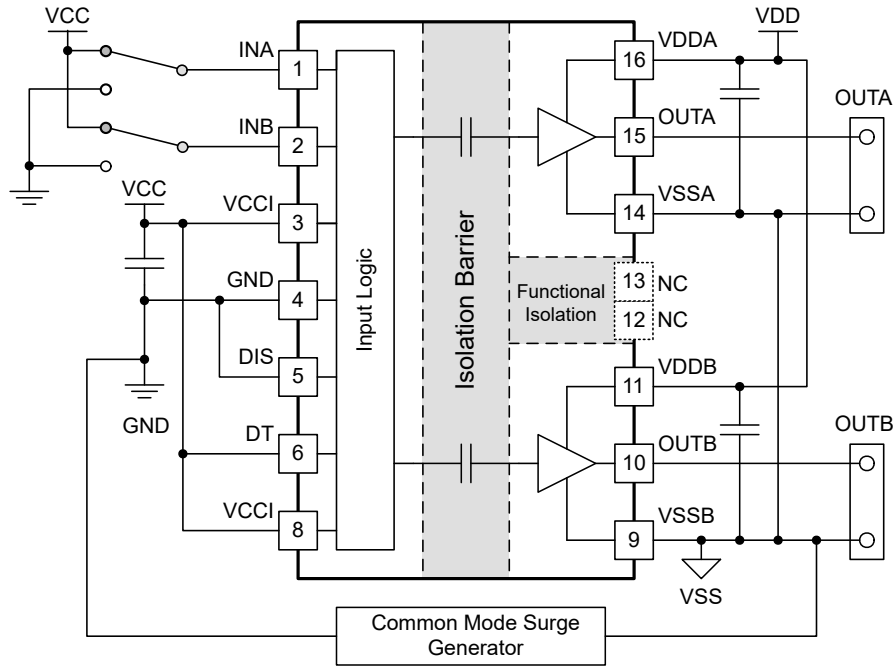 VCC
INA
1
INB
2
VCC
VCCI
3
GND
4
DIS
5
GND
DT
6
VCCI
8
Input Logic
Isolation Barrier
Functional
Isolation
VDDA
16
VDD
OUTA
15
OUTA
VSSA
14
13
NC
12
NC
VDDB
11
OUTB
10
OUTB
VSSB
9
VSS
Common Mode Surge
Generator